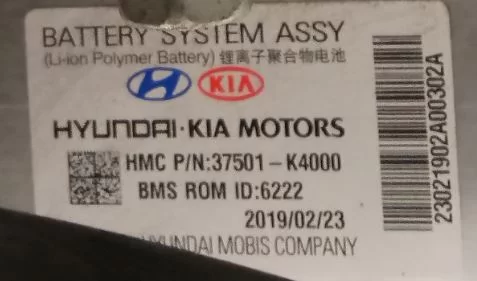 BATTERY SYSTEM ASSY
(Li-ion Polymer Battery) 锂离子聚合物电池
KIA
HYUNDAI · KIA MOTORS
HMC P/N:37501-K4000
BMS ROM ID:6222
2019/02/23
HYUNDAI MOBIS COMPANY
23021902A00302A